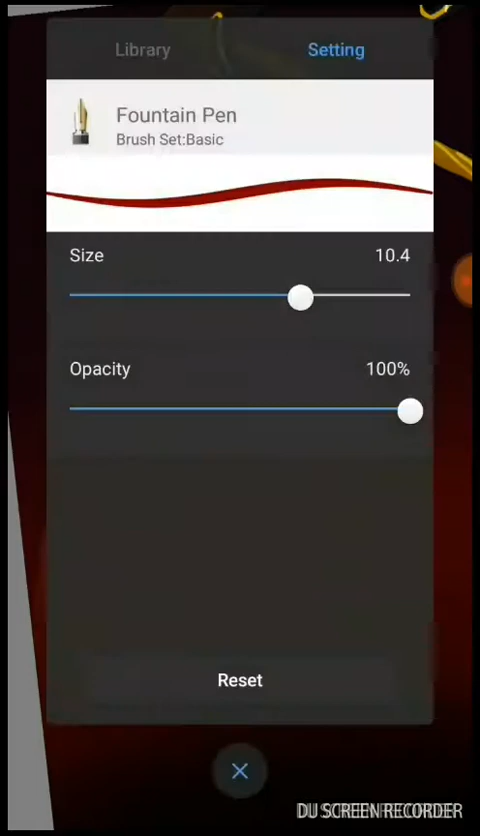 Library Setting
Fountain Pen
Brush Set:Basic
Size 10.4
Opacity 100%
Reset
DU SCREEN RECORDER